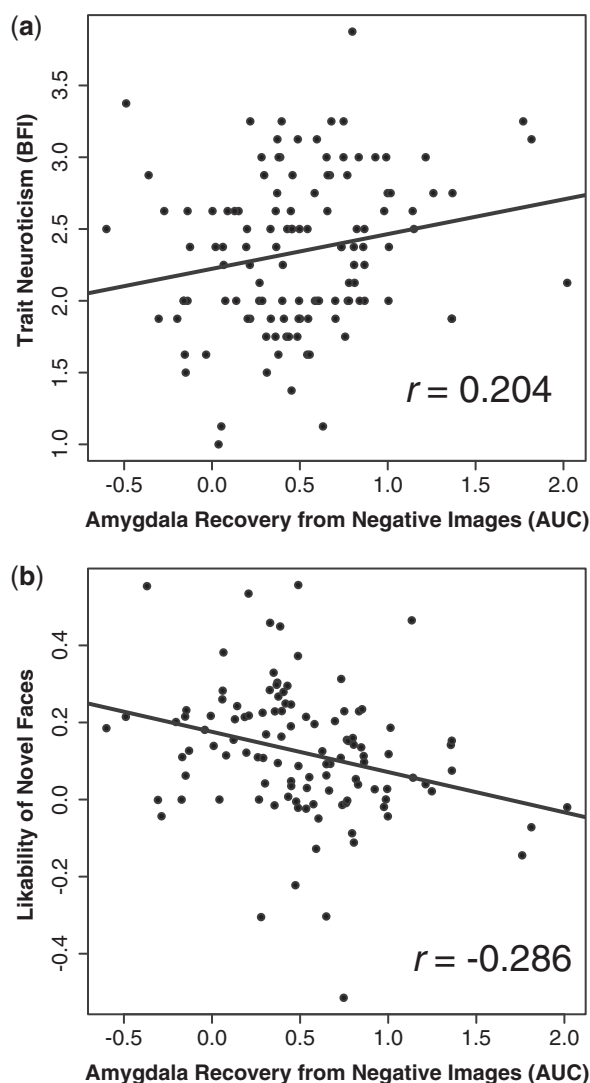 (a)
Trait Neuroticism (BFI)
3.5
3.0
2.5
2.0
1.5
1.0
r = 0.204
-0.5 0.0 0.5 1.0 1.5 2.0
Amygdala Recovery from Negative Images (AUC)
(b)
Likability of Novel Faces
0.4
0.2
0.0
-0.2
-0.4
r = -0.286
-0.5 0.0 0.5 1.0 1.5 2.0
Amygdala Recovery from Negative Images (AUC)